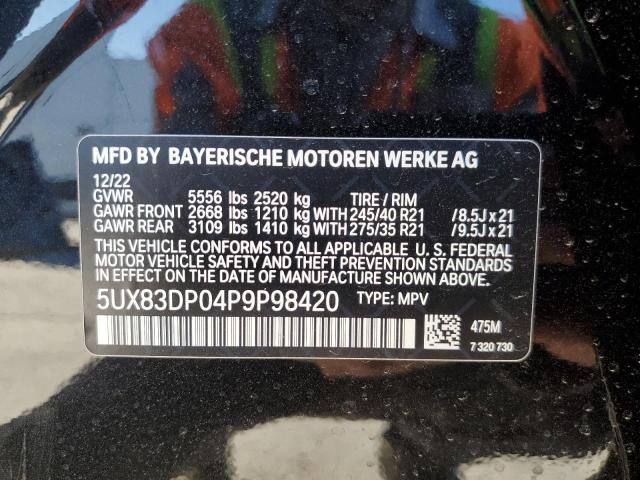 MFD BY BAYERISCHE MOTOREN WERKE AG
12/22
GVWR 5556 lbs 2520 kg TIRE / RIM
GAWR FRONT 2668 lbs 1210 kg WITH 245/40 R21 /8.5J x 21
GAWR REAR 3109 lbs 1410 kg WITH 275/35 R21 /9.5J x 21
THIS VEHICLE CONFORMS TO ALL APPLICABLE U. S. FEDERAL
MOTOR VEHICLE SAFETY AND THEFT PREVENTION STANDARDS
IN EFFECT ON THE DATE OF MANUFACTURE SHOWN ABOVE.
5UX83DP04P9P98420 TYPE: MPV
475M
7 320 730